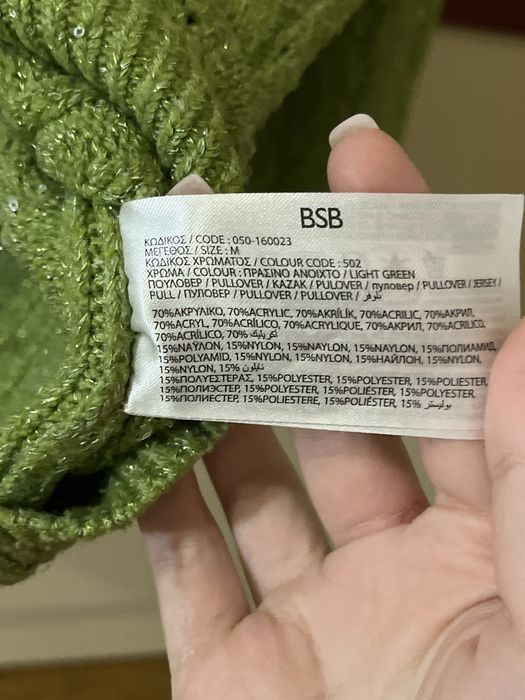 BSB
ΚΩΔΙΚΟΣ / CODE : 050-160023
ΜΕΓΕΘΟΣ / SIZE : M
ΚΩΔΙΚΟΣ ΧΡΩΜΑΤΟΣ / COLOUR CODE : 502
ΧΡΩΜΑ / COLOUR : ΠΡΑΣΙΝΟ ΑΝΟΙΧΤΟ / LIGHT GREEN
ΠΟΥΛΟΒΕΡ / PULLOVER / KAZAK / PULOVER / пуловер / PULLOVER / JERSEY /
PULL / ПУЛОВЕР / PULLOVER / PULLOVER / بلوفر
70%ΑΚΡΥΛΙΚΟ, 70%ACRYLIC, 70%AKRİLİK, 70%ACRILIC, 70%АКРИЛ,
70%ACRYL, 70%ACRÍLICO, 70%ACRYLIQUE, 70%АКРИЛ, 70%ACRILICO,
70%ACRÍLICO, 70% أكريليك
15%ΝΑΥΛΟΝ, 15%NYLON, 15%NAYLON, 15%NAYLON, 15%ПОЛИАМИД,
15%POLYAMID, 15%NYLON, 15%NYLON, 15%НАЙЛОН, 15%NYLON,
15%NYLON, 15% نايلون
15%ΠΟΛΥΕΣΤΕΡΑΣ, 15%POLYESTER, 15%POLYESTER, 15%POLIESTER,
15%ПОЛИЭСТЕР, 15%POLYESTER, 15%POLIÉSTER, 15%POLYESTER,
15%ПОЛИЭСТЕР, 15%POLIESTERE, 15%POLIÉSTER, 15% بوليستر